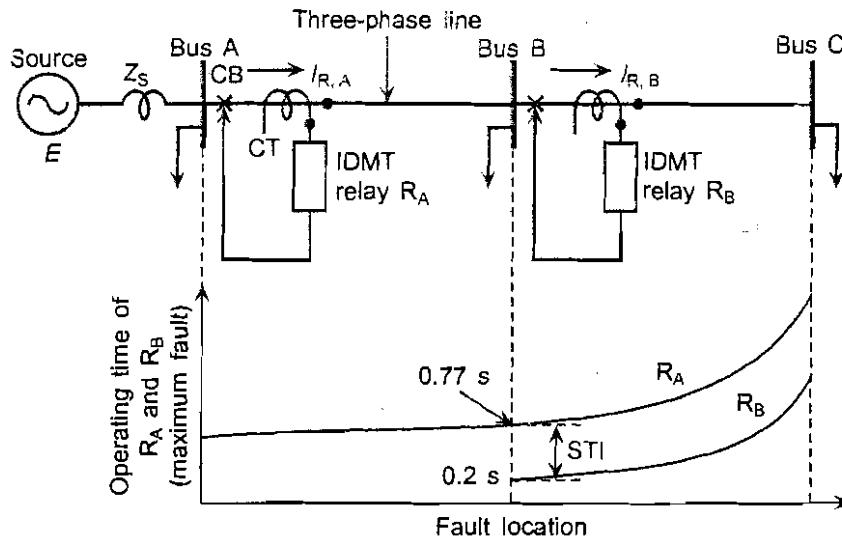 Three-phase line
Bus A
Bus B
Bus C
Source
Z_S
CB
I_R, A
I_R, B
E
CT
IDMT
relay R_A
IDMT
relay R_B
Operating time of
R_A and R_B
(maximum fault)
0.77 s
R_A
R_B
STI
0.2 s
Fault location